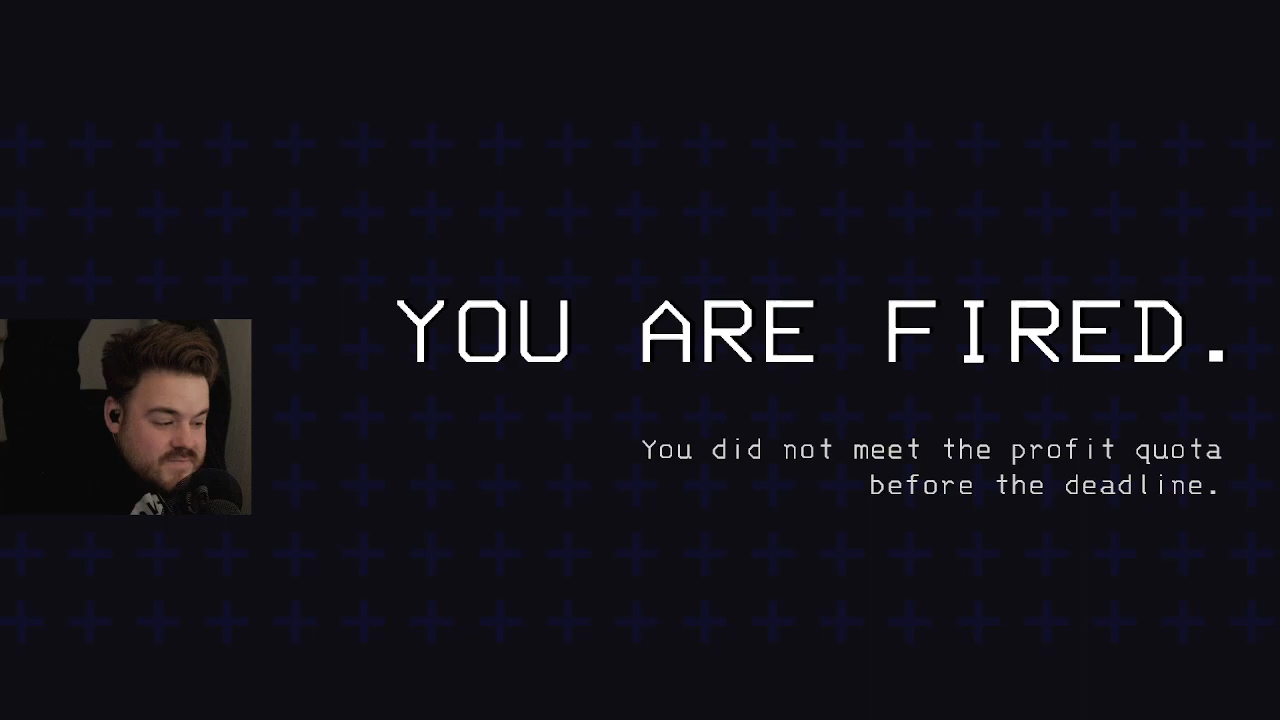 YOU ARE FIRED.
You did not meet the profit quota
before the deadline.